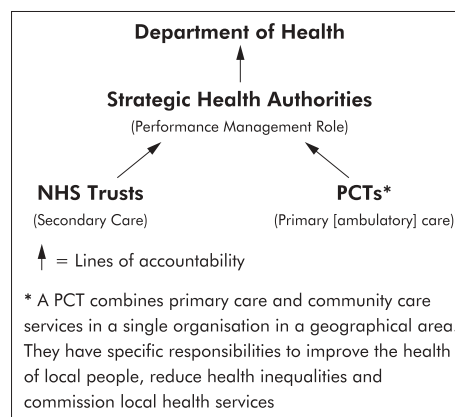 Department of Health
Strategic Health Authorities
(Performance Management Role)
NHS Trusts
PCTs*
(Secondary Care)
(Primary [ambulatory] care)
= Lines of accountability
* A PCT combines primary care and community care
services in a single organisation in a geographical area.
They have specific responsibilities to improve the health
of local people, reduce health inequalities and
commission local health services